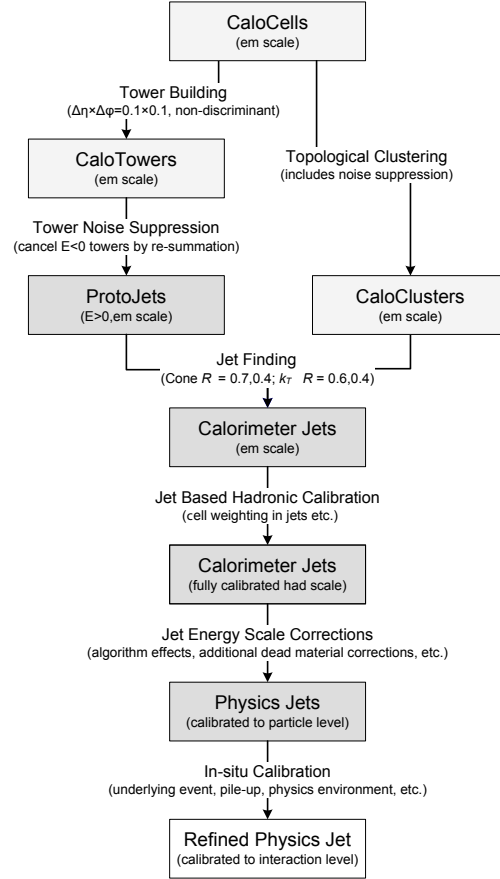 CaloCells
(em scale)
Tower Building
(Δη×Δφ=0.1×0.1, non-discriminant)
CaloTowers
(em scale)
Topological Clustering
(includes noise suppression)
Tower Noise Suppression
(cancel E<0 towers by re-summation)
ProtoJets
(E>0,em scale)
CaloClusters
(em scale)
Jet Finding
(Cone R = 0.7,0.4; kT R = 0.6,0.4)
Calorimeter Jets
(em scale)
Jet Based Hadronic Calibration
(cell weighting in jets etc.)
Calorimeter Jets
(fully calibrated had scale)
Jet Energy Scale Corrections
(algorithm effects, additional dead material corrections, etc.)
Physics Jets
(calibrated to particle level)
In-situ Calibration
(underlying event, pile-up, physics environment, etc.)
Refined Physics Jet
(calibrated to interaction level)